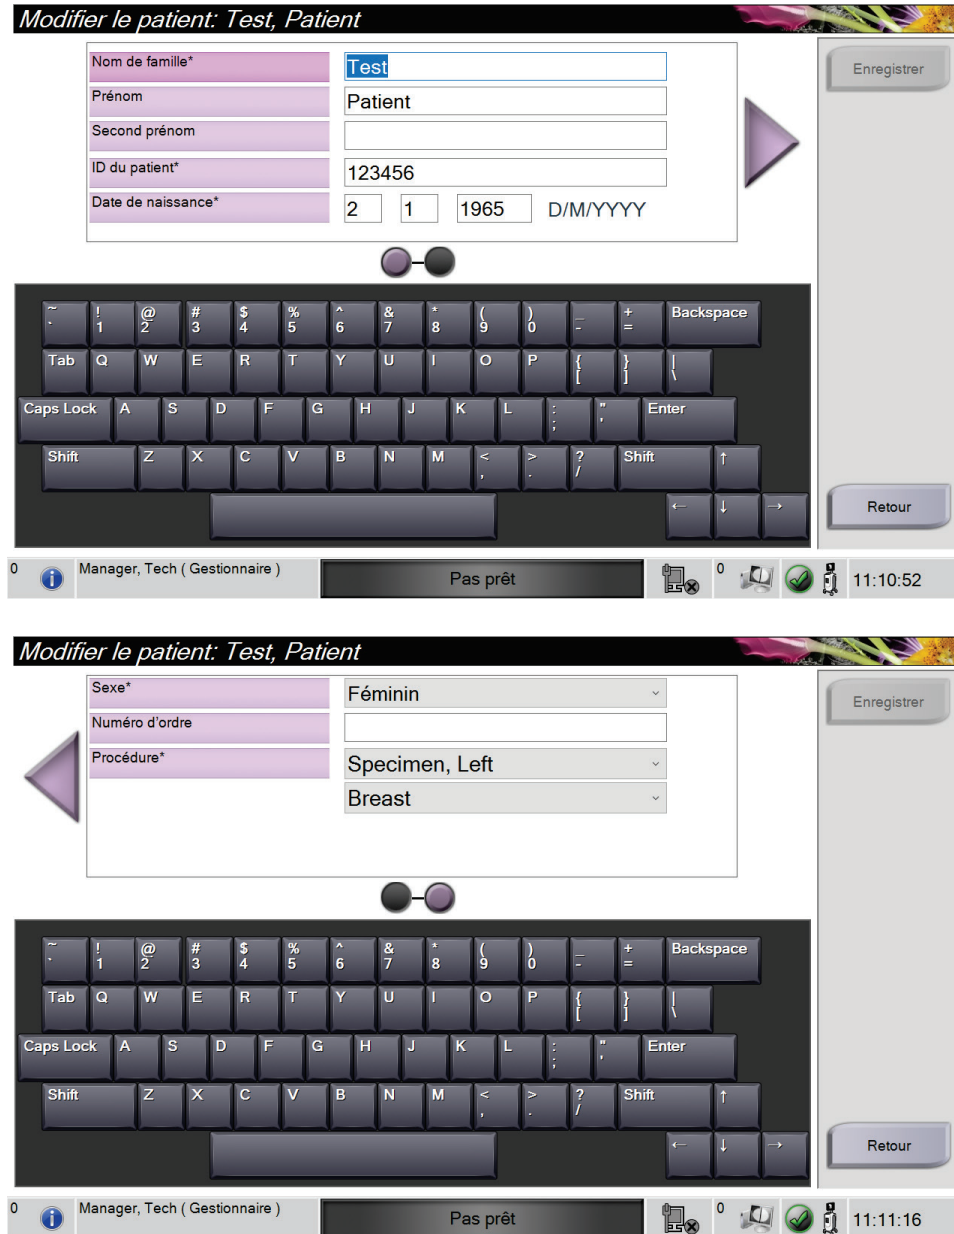 Modifier le patient: Test, Patient
Nom de famille* Test
Prénom Patient
Second prénom
ID du patient* 123456
Date de naissance* 2 1 1965 D/M/YYYY
Enregistrer
~ ! @ # $ % ^ & * ( ) _ + Backspace
` 1 2 3 4 5 6 7 8 9 0 - =
Tab Q W E R T Y U I O P { } |
[ ] \
Caps Lock A S D F G H J K L : " Enter
; '
Shift Z X C V B N M < > ? Shift ↑
, . /
← ↓ →
Retour
0 Manager, Tech ( Gestionnaire ) Pas prêt 0 11:10:52
Modifier le patient: Test, Patient
Sexe* Féminin
Numéro d'ordre
Procédure* Specimen, Left
Breast
Enregistrer
~ ! @ # $ % ^ & * ( ) _ + Backspace
` 1 2 3 4 5 6 7 8 9 0 - =
Tab Q W E R T Y U I O P { } |
[ ] \
Caps Lock A S D F G H J K L : " Enter
; '
Shift Z X C V B N M < > ? Shift ↑
, . /
← ↓ →
Retour
0 Manager, Tech ( Gestionnaire ) Pas prêt 0 11:11:16